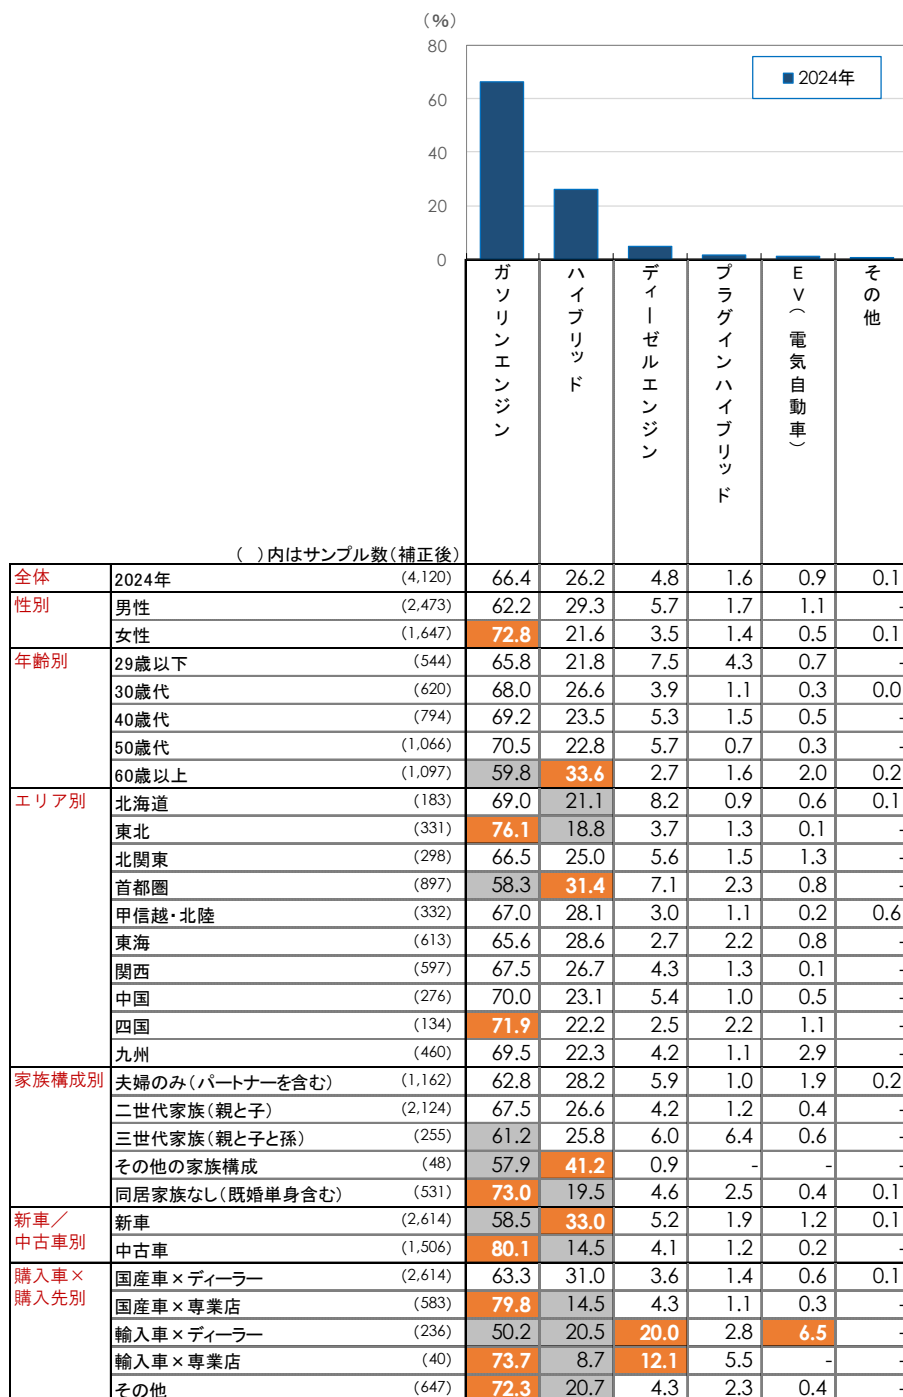 （%）
80
60
40
20
0
■ 2024年
ガソリンエンジン
ハイブリッド
ディーゼルエンジン
プラグインハイブリッド
EV（電気自動車）
その他
（　）内はサンプル数（補正後）
全体 2024年 (4,120) 66.4 26.2 4.8 1.6 0.9 0.1
性別 男性 (2,473) 62.2 29.3 5.7 1.7 1.1 -
女性 (1,647) 72.8 21.6 3.5 1.4 0.5 0.1
年齢別 29歳以下 (544) 65.8 21.8 7.5 4.3 0.7 -
30歳代 (620) 68.0 26.6 3.9 1.1 0.3 0.0
40歳代 (794) 69.2 23.5 5.3 1.5 0.5 -
50歳代 (1,066) 70.5 22.8 5.7 0.7 0.3 -
60歳以上 (1,097) 59.8 33.6 2.7 1.6 2.0 0.2
エリア別 北海道 (183) 69.0 21.1 8.2 0.9 0.6 0.1
東北 (331) 76.1 18.8 3.7 1.3 0.1 -
北関東 (298) 66.5 25.0 5.6 1.5 1.3 -
首都圏 (897) 58.3 31.4 7.1 2.3 0.8 -
甲信越・北陸 (332) 67.0 28.1 3.0 1.1 0.2 0.6
東海 (613) 65.6 28.6 2.7 2.2 0.8 -
関西 (597) 67.5 26.7 4.3 1.3 0.1 -
中国 (276) 70.0 23.1 5.4 1.0 0.5 -
四国 (134) 71.9 22.2 2.5 2.2 1.1 -
九州 (460) 69.5 22.3 4.2 1.1 2.9 -
家族構成別 夫婦のみ（パートナーを含む） (1,162) 62.8 28.2 5.9 1.0 1.9 0.2
二世代家族（親と子） (2,124) 67.5 26.6 4.2 1.2 0.4 -
三世代家族（親と子と孫） (255) 61.2 25.8 6.0 6.4 0.6 -
その他の家族構成 (48) 57.9 41.2 0.9 - - -
同居家族なし（既婚単身含む） (531) 73.0 19.5 4.6 2.5 0.4 0.1
新車／ 新車 (2,614) 58.5 33.0 5.2 1.9 1.2 0.1
中古車別 中古車 (1,506) 80.1 14.5 4.1 1.2 0.2 -
購入車× 国産車×ディーラー (2,614) 63.3 31.0 3.6 1.4 0.6 0.1
購入先別 国産車×専業店 (583) 79.8 14.5 4.3 1.1 0.3 -
輸入車×ディーラー (236) 50.2 20.5 20.0 2.8 6.5 -
輸入車×専業店 (40) 73.7 8.7 12.1 5.5 - -
その他 (647) 72.3 20.7 4.3 2.3 0.4 -